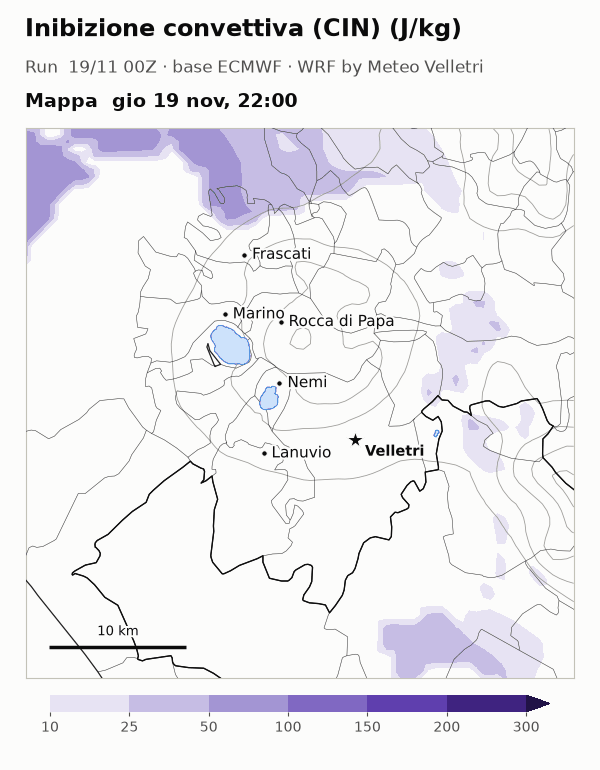 Inibizione convettiva (CIN) (J/kg)
Run 19/11 00Z · base ECMWF · WRF by Meteo Velletri
Mappa gio 19 nov, 22:00
Frascati
Marino
Rocca di Papa
Nemi
Lanuvio
Velletri
10 km
10 25 50 100 150 200 300